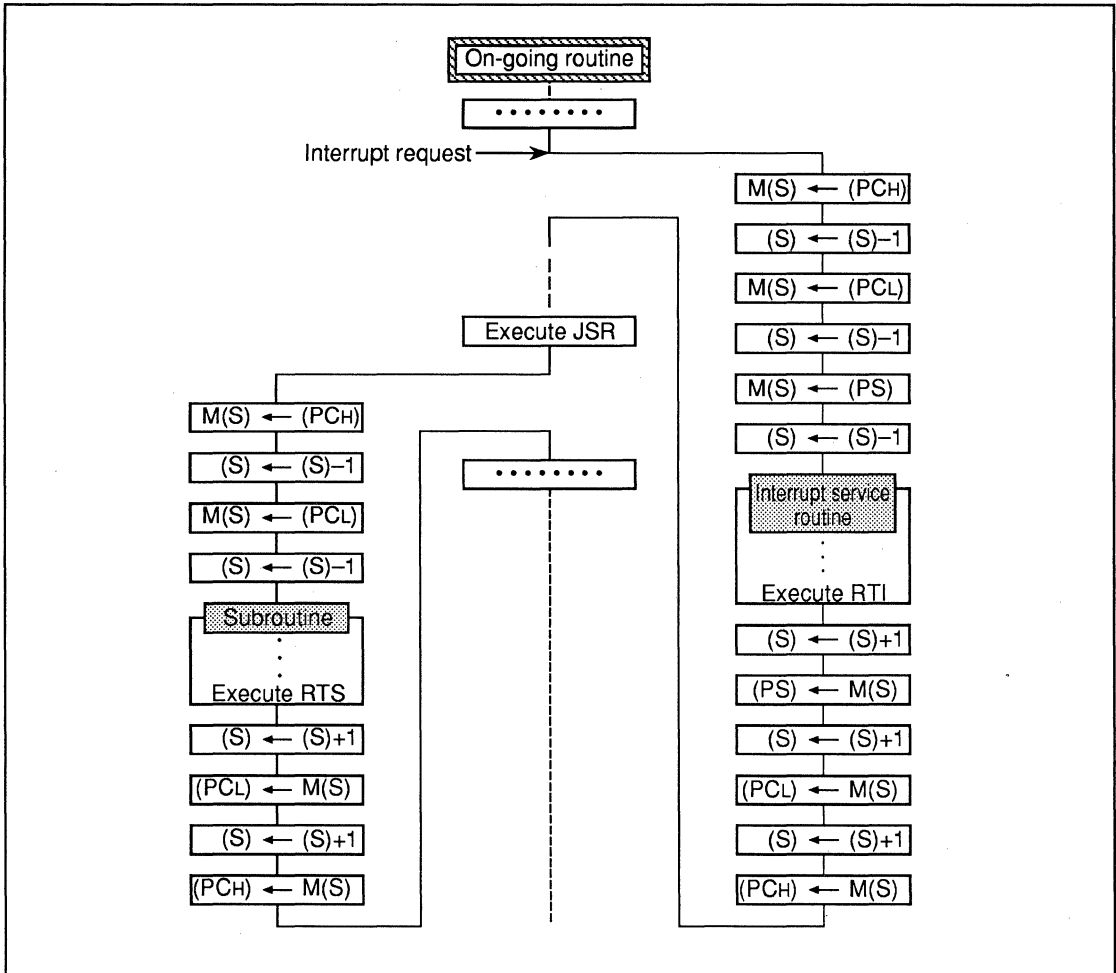 On-going routine
........
Interrupt request
M(S) ← (PCH)
(S) ← (S)–1
M(S) ← (PCL)
(S) ← (S)–1
M(S) ← (PS)
(S) ← (S)–1
Interrupt service
routine
Execute RTI
(S) ← (S)+1
(PS) ← M(S)
(S) ← (S)+1
(PCL) ← M(S)
(S) ← (S)+1
(PCH) ← M(S)
Execute JSR
M(S) ← (PCH)
(S) ← (S)–1
M(S) ← (PCL)
(S) ← (S)–1
Subroutine
Execute RTS
(S) ← (S)+1
(PCL) ← M(S)
(S) ← (S)+1
(PCH) ← M(S)
........